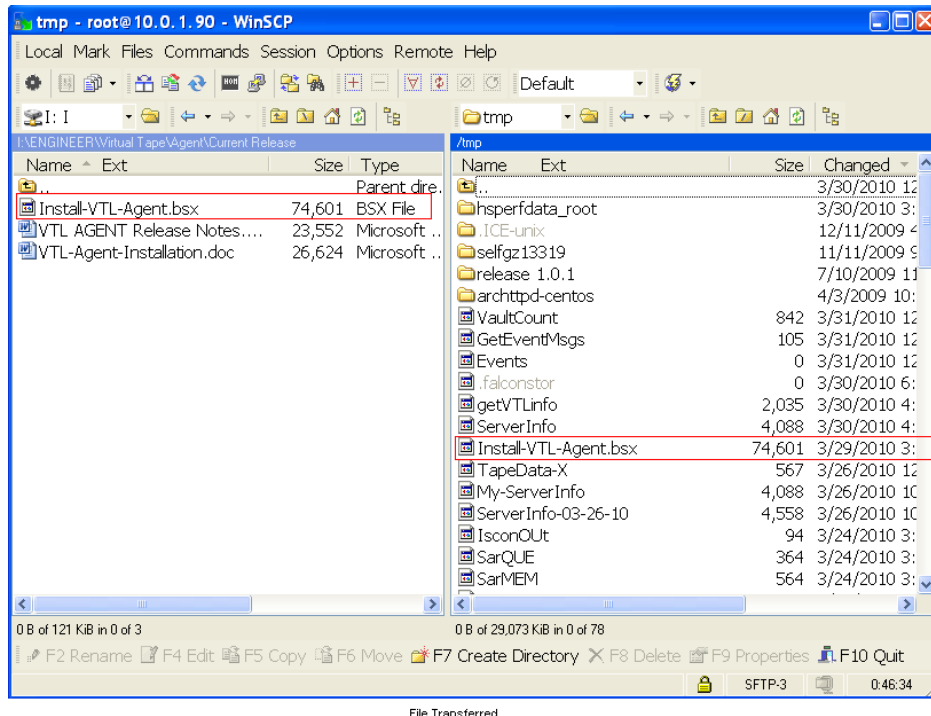 tmp - root@10.0.1.90 - WinSCP
Local Mark Files Commands Session Options Remote Help
Default
I: I
tmp
I:\ENGINEER\Virtual Tape\Agent\Current Release
Name Ext Size Type
..
Parent dire.
Install-VTL-Agent.bsx 74,601 BSX File
VTL AGENT Release Notes.... 23,552 Microsoft ..
VTL-Agent-Installation.doc 26,624 Microsoft ..
0 B of 121 KiB in 0 of 3
/tmp
Name Ext Size Changed
.. 3/30/2010 12
hsperfdata_root 3/30/2010 3:
.ICE-unix 12/11/2009 4
selfgz13319 11/11/2009 9
release 1.0.1 7/10/2009 11
archttpd-centos 4/3/2009 10:
VaultCount 842 3/31/2010 12
GetEventMsgs 105 3/31/2010 12
Events 0 3/31/2010 12
.falconstor 0 3/30/2010 6:
getVTLinfo 2,035 3/30/2010 4:
ServerInfo 4,088 3/30/2010 4:
Install-VTL-Agent.bsx 74,601 3/29/2010 3:
TapeData-X 567 3/26/2010 12
My-ServerInfo 4,088 3/26/2010 10
ServerInfo-03-26-10 4,558 3/26/2010 10
IsconOUt 94 3/24/2010 3:
SarQUE 364 3/24/2010 3:
SarMEM 564 3/24/2010 3:
0 B of 29,073 KiB in 0 of 78
F2 Rename F4 Edit F5 Copy F6 Move F7 Create Directory F8 Delete F9 Properties F10 Quit
SFTP-3 0:46:34
File Transferred